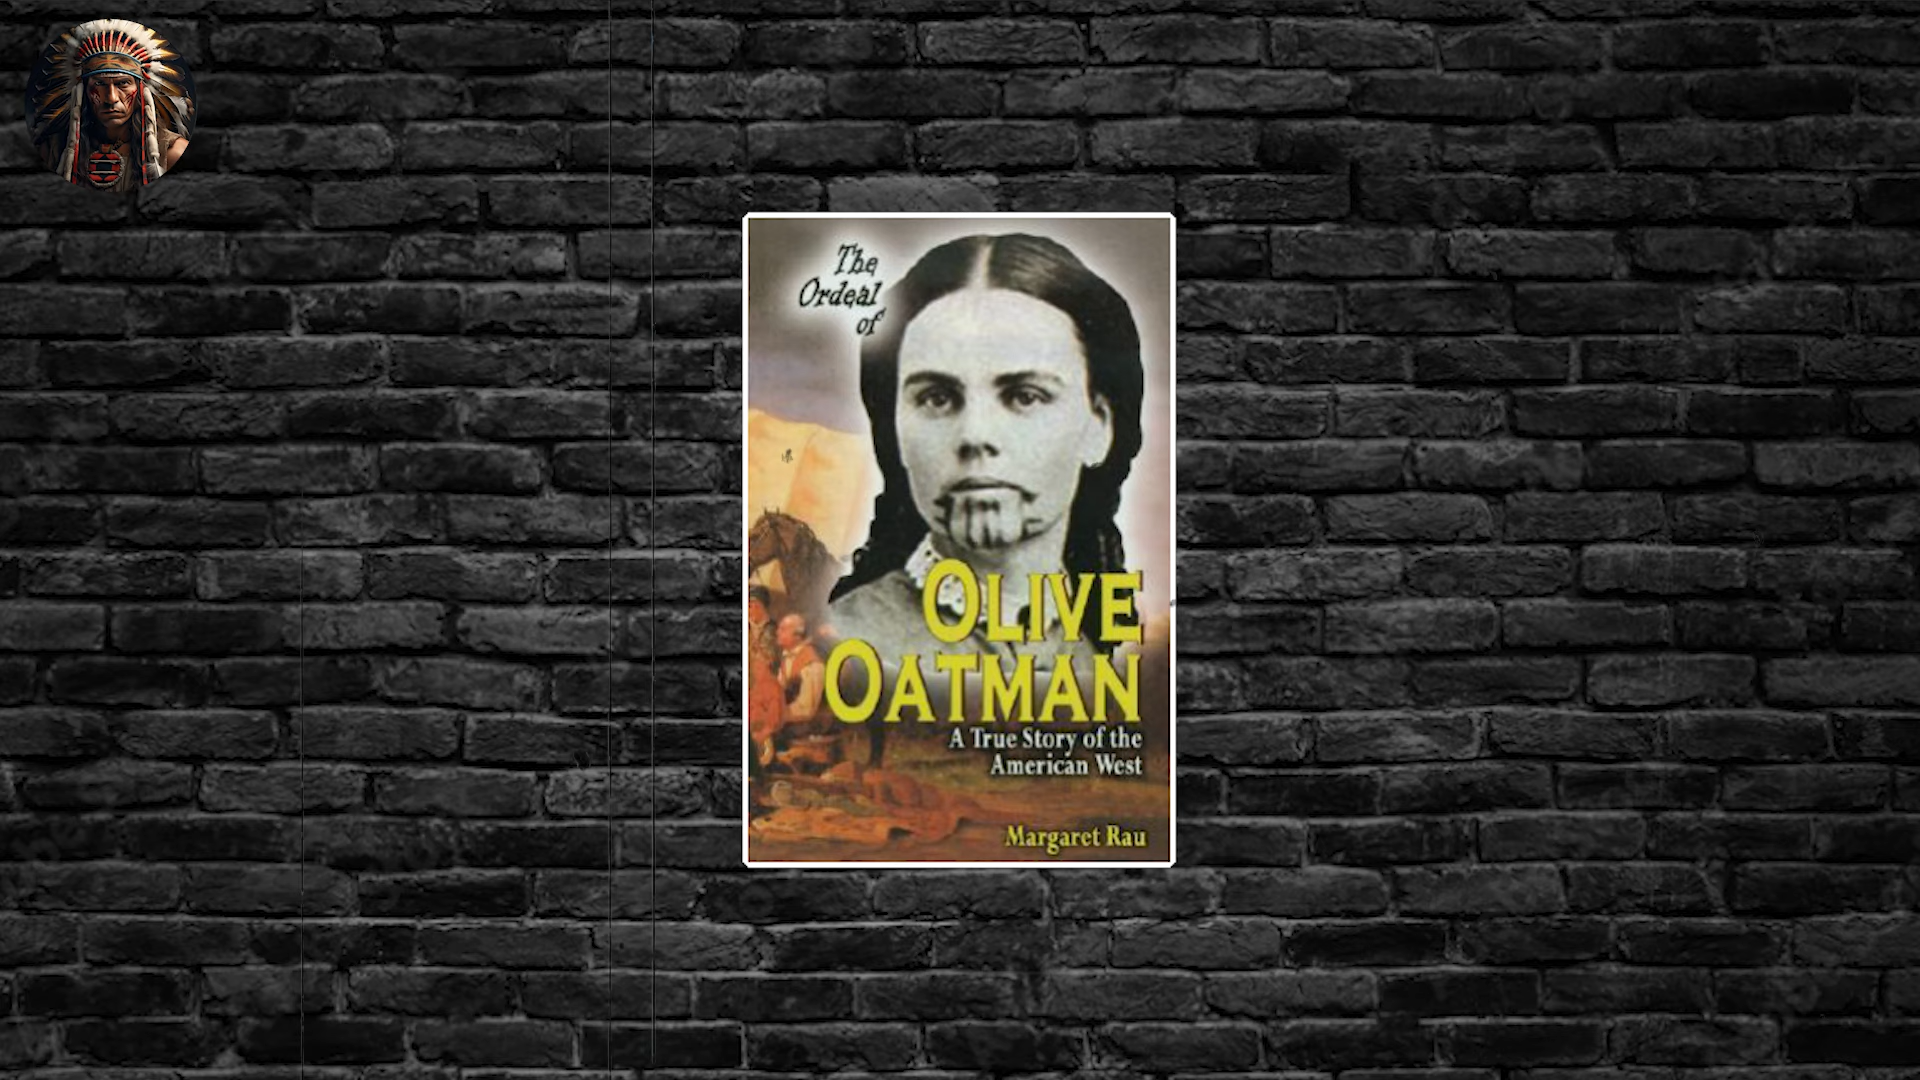 The
Ordeal
of
OLIVE
OATMAN
A True Story of the
American West
Margaret Rau